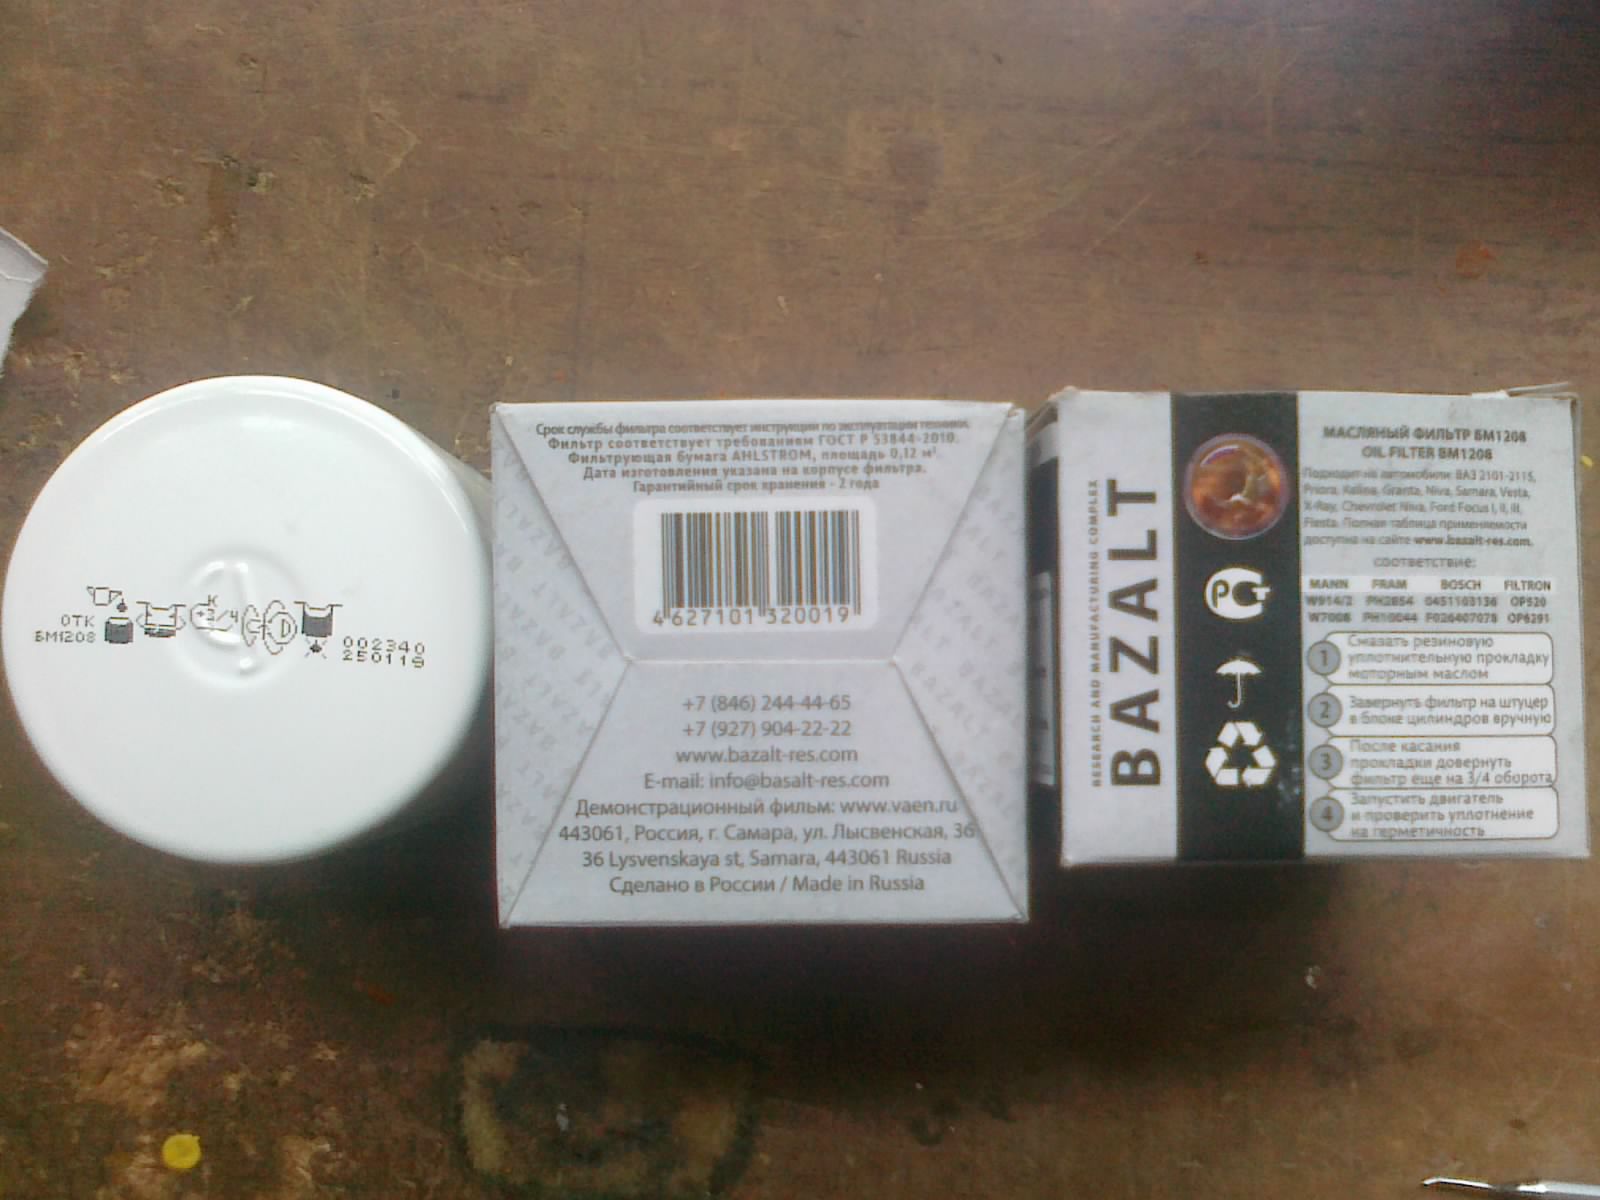 ОТК
БМ1208
К
+3/4
D
002340
250119
Срок службы фильтра соответствует инструкции по эксплуатации техники.
Фильтр соответствует требованиям ГОСТ Р 53844-2010.
Фильтрующая бумага AHLSTROM, площадь 0,12 м²
Дата изготовления указана на корпусе фильтра.
Гарантийный срок хранения - 2 года
4 627101 320019
+7 (846) 244-44-65
+7 (927) 904-22-22
www.bazalt-res.com
E-mail: info@basalt-res.com
Демонстрационный фильм: www.vaen.ru
443061, Россия, г. Самара, ул. Лысвенская, 36
36 Lysvenskaya st, Samara, 443061 Russia
Сделано в России / Made in Russia
RESEARCH AND MANUFACTURING COMPLEX
BAZALT
РСТ
МАСЛЯНЫЙ ФИЛЬТР БМ1208
OIL FILTER BM1208
Подходит на автомобили: ВАЗ 2101-2115,
Priora, Kalina, Granta, Niva, Samara, Vesta,
X-Ray, Chevrolet Niva, Ford Focus I, II, III,
Fiesta. Полная таблица применяемости
доступна на сайте www.basalt-res.com.
соответствие:
MANN FRAM BOSCH FILTRON
W914/2 PH2854 0451103136 OP520
W7008 PH10044 F026407078 OP6291
1 Смазать резиновую
уплотнительную прокладку
моторным маслом
2 Завернуть фильтр на штуцер
в блоке цилиндров вручную
3 После касания
прокладки довернуть
фильтр еще на 3/4 оборота
4 Запустить двигатель
и проверить уплотнение
на герметичность